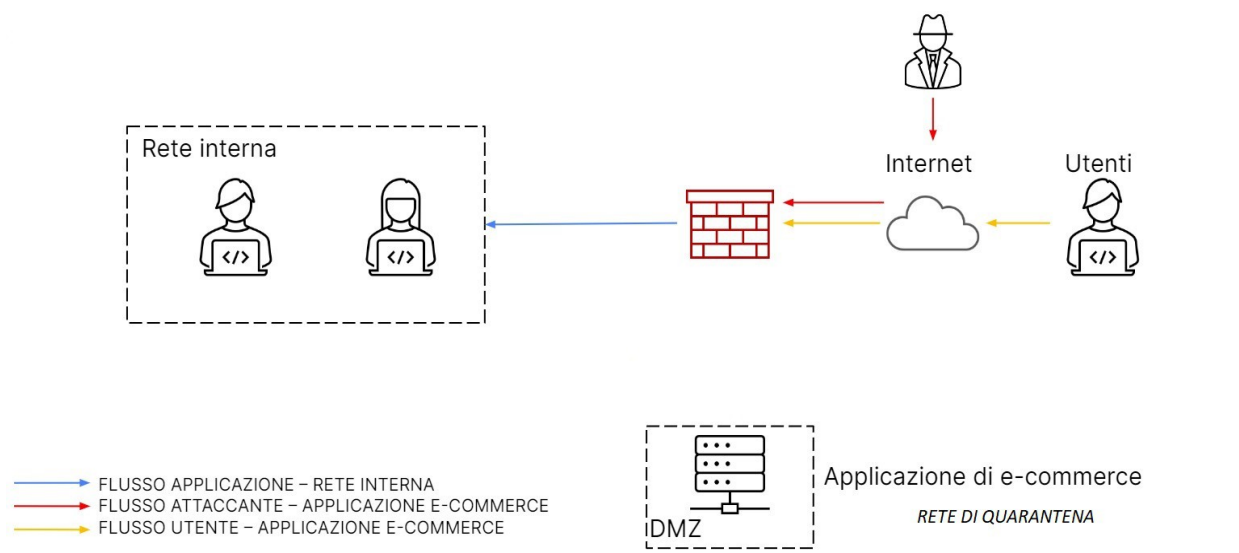 Rete interna
Internet
Utenti
</>
</>
</>
FLUSSO APPLICAZIONE – RETE INTERNA
FLUSSO ATTACCANTE – APPLICAZIONE E-COMMERCE
FLUSSO UTENTE – APPLICAZIONE E-COMMERCE
DMZ
Applicazione di e-commerce
RETE DI QUARANTENA